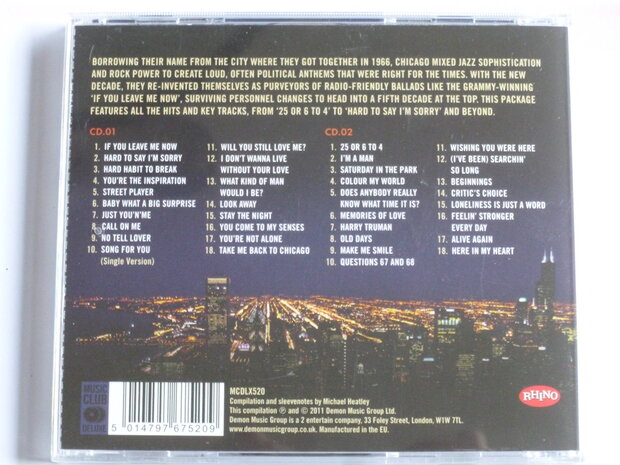 BORROWING THEIR NAME FROM THE CITY WHERE THEY GOT TOGETHER IN 1966, CHICAGO MIXED JAZZ SOPHISTICATION
AND ROCK POWER TO CREATE LOUD, OFTEN POLITICAL ANTHEMS THAT WERE RIGHT FOR THE TIMES. WITH THE NEW
DECADE, THEY RE-INVENTED THEMSELVES AS PURVEYORS OF RADIO-FRIENDLY BALLADS LIKE THE GRAMMY-WINNING
'IF YOU LEAVE ME NOW', SURVIVING PERSONNEL CHANGES TO HEAD INTO A FIFTH DECADE AT THE TOP. THIS PACKAGE
FEATURES ALL THE HITS AND KEY TRACKS, FROM '25 OR 6 TO 4' TO 'HARD TO SAY I'M SORRY' AND BEYOND.
CD.01
1. IF YOU LEAVE ME NOW
2. HARD TO SAY I'M SORRY
3. HARD HABIT TO BREAK
4. YOU'RE THE INSPIRATION
5. STREET PLAYER
6. BABY WHAT A BIG SURPRISE
7. JUST YOU'N'ME
8. CALL ON ME
9. NO TELL LOVER
10. SONG FOR YOU
(Single Version)
11. WILL YOU STILL LOVE ME?
12. I DON'T WANNA LIVE
WITHOUT YOUR LOVE
13. WHAT KIND OF MAN
WOULD I BE?
14. LOOK AWAY
15. STAY THE NIGHT
16. YOU COME TO MY SENSES
17. YOU'RE NOT ALONE
18. TAKE ME BACK TO CHICAGO
CD.02
1. 25 OR 6 TO 4
2. I'M A MAN
3. SATURDAY IN THE PARK
4. COLOUR MY WORLD
5. DOES ANYBODY REALLY
KNOW WHAT TIME IT IS?
6. MEMORIES OF LOVE
7. HARRY TRUMAN
8. OLD DAYS
9. MAKE ME SMILE
10. QUESTIONS 67 AND 68
11. WISHING YOU WERE HERE
12. (I'VE BEEN) SEARCHIN'
SO LONG
13. BEGINNINGS
14. CRITIC'S CHOICE
15. LONELINESS IS JUST A WORD
16. FEELIN' STRONGER
EVERY DAY
17. ALIVE AGAIN
18. HERE IN MY HEART
MUSIC
CLUB
DELUXE
5 014797 675209
MCDLX520
Compilation and sleevenotes by Michael Heatley
This compilation ℗ and © 2011 Demon Music Group Ltd.
Demon Music Group is a 2 entertain company, 33 Foley Street, London, W1W 7TL.
www.demonmusicgroup.co.uk. Manufactured in the EU.
RHINO